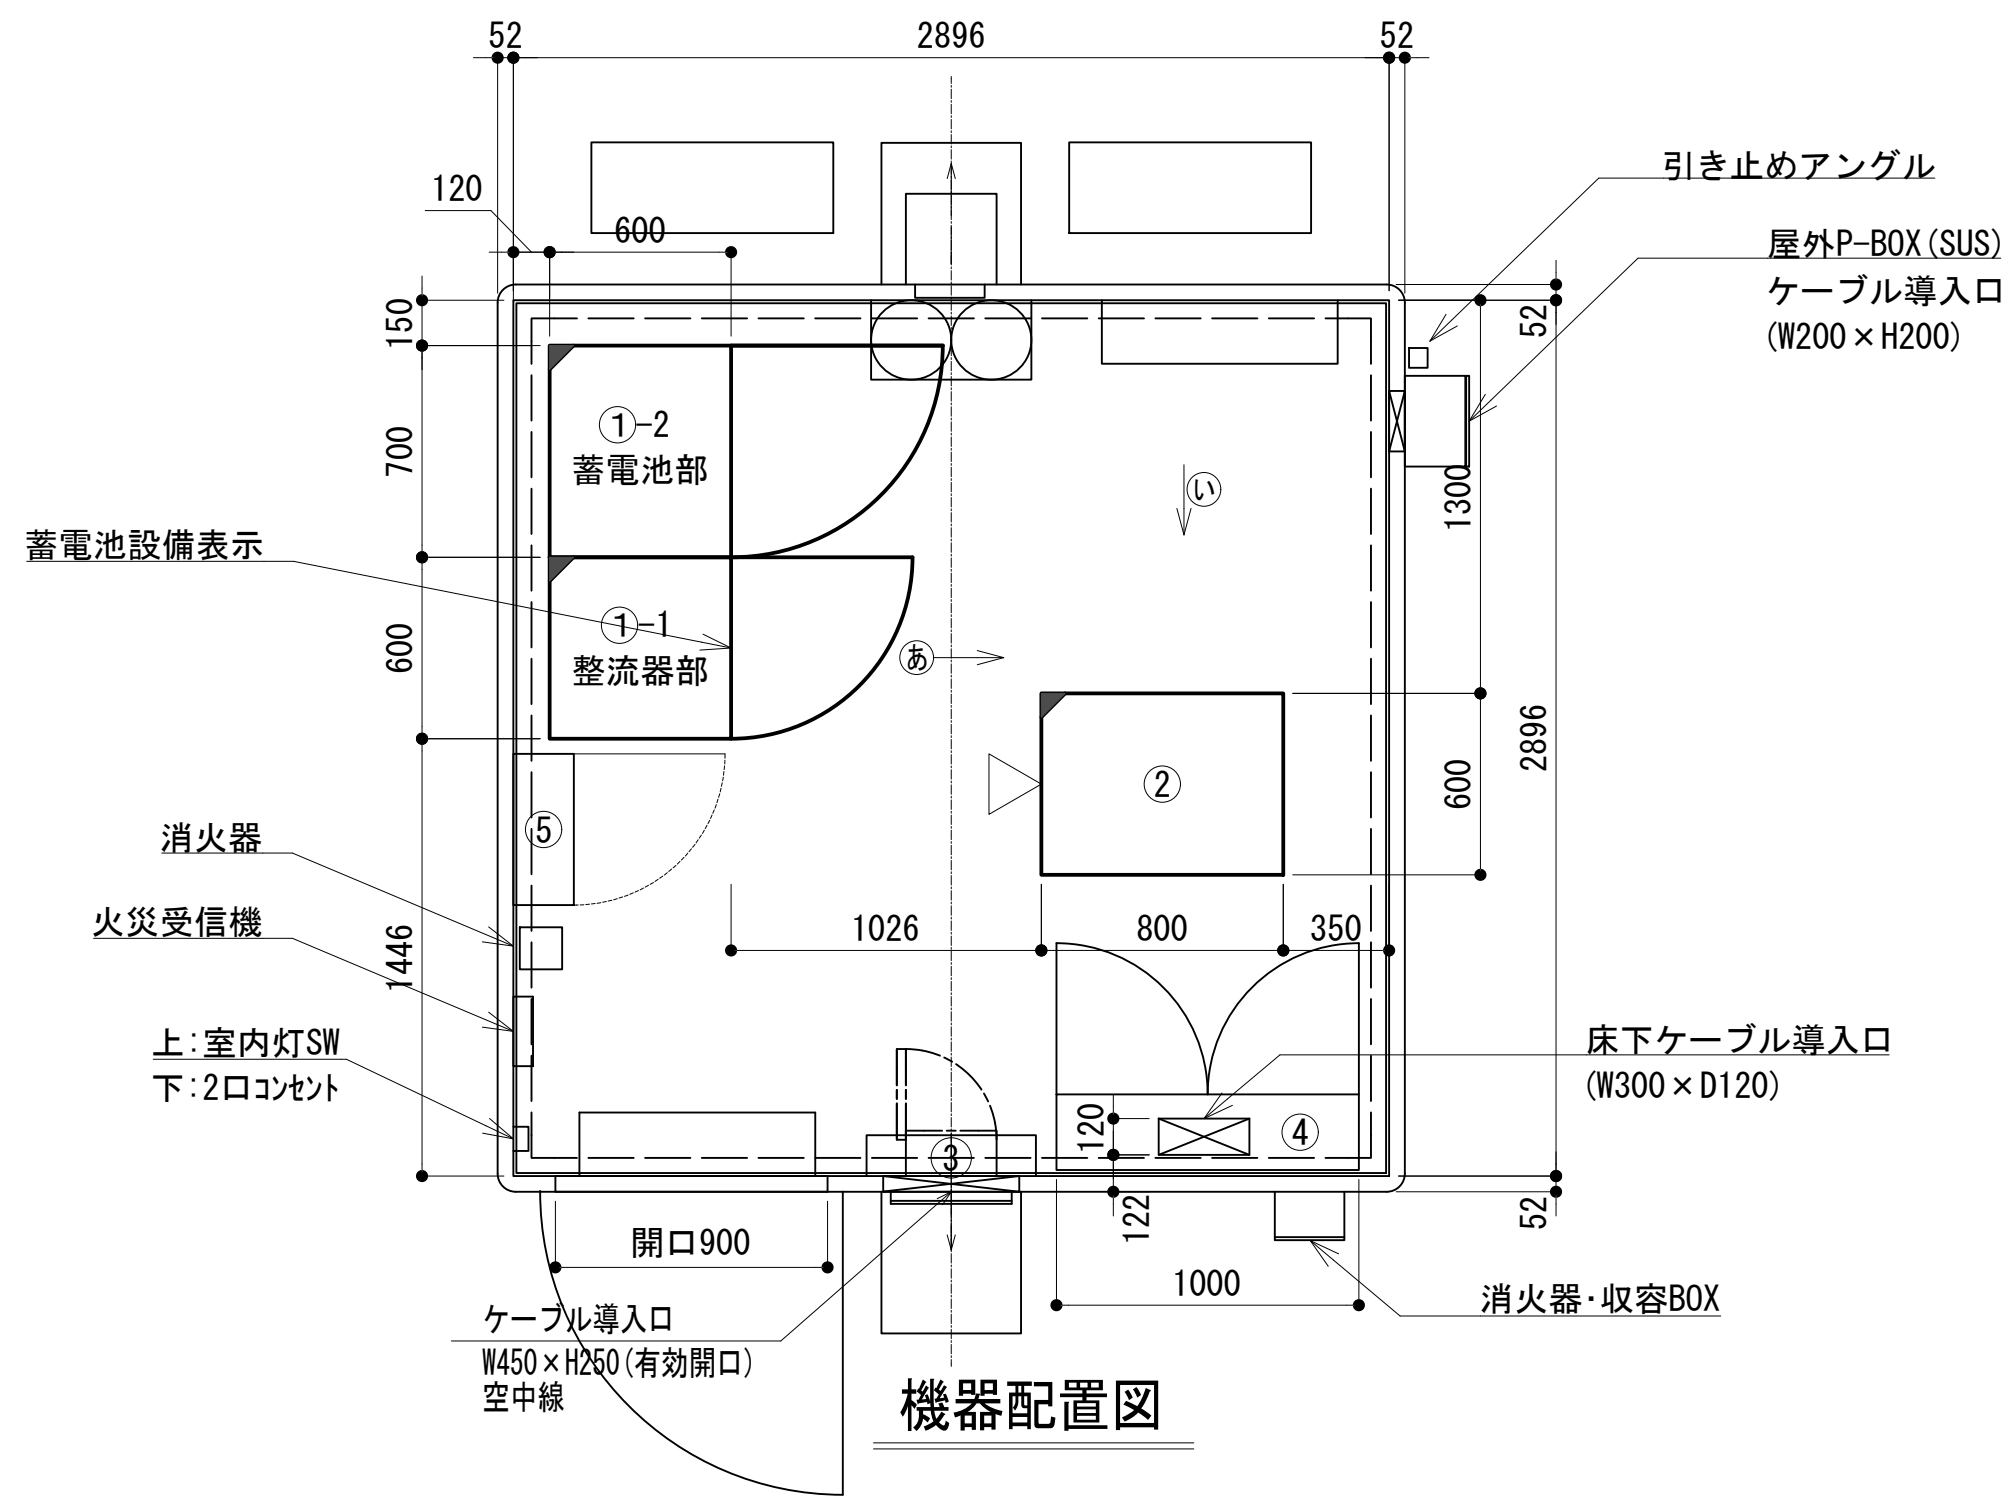 52
2896
52
120
600
引き止めアングル
屋外P-BOX(SUS)
ケーブル導入口
(W200×H200)
150
52
①-2
蓄電池部
700
い
1300
蓄電池設備表示
①-1
整流器部
600
あ
2896
②
600
⑤
消火器
火災受信機
1026
800
350
1446
上:室内灯SW
下:2口コンセント
床下ケーブル導入口
(W300×D120)
120
④
③
122
52
開口900
1000
消火器・収容BOX
ケーブル導入口
W450×H250(有効開口)
空中線
機器配置図